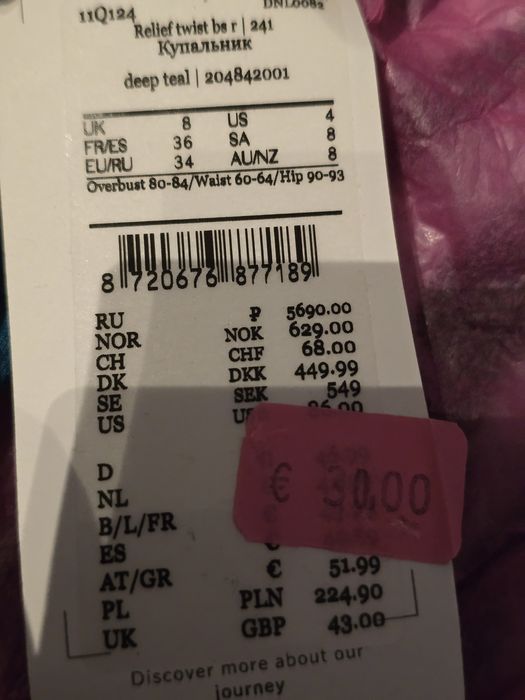 11Q124
Relief twist bs r | 241
Купальник
deep teal | 204842001
UK 8 US 4
FR/ES 36 SA 8
EU/RU 34 AU/NZ 8
Overbust 80-84/Waist 60-64/Hip 90-93
8 720676 877189
RU ₽ 5690.00
NOR NOK 629.00
CH CHF 68.00
DK DKK 449.99
SE SEK 549
US
D
€ 30.00
NL
B/L/FR
ES
AT/GR € 51.99
PL PLN 224.90
UK GBP 43.00
Discover more about our
journey